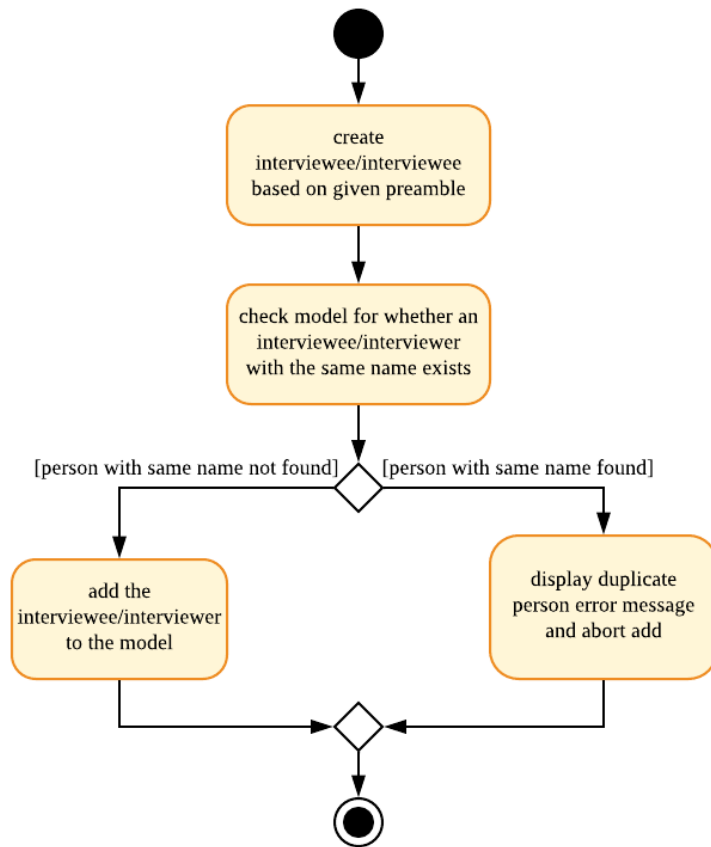 create
interviewee/interviewee
based on given preamble
check model for whether an
interviewee/interviewer
with the same name exists
[person with same name not found]
[person with same name found]
add the
interviewee/interviewer
to the model
display duplicate
person error message
and abort add